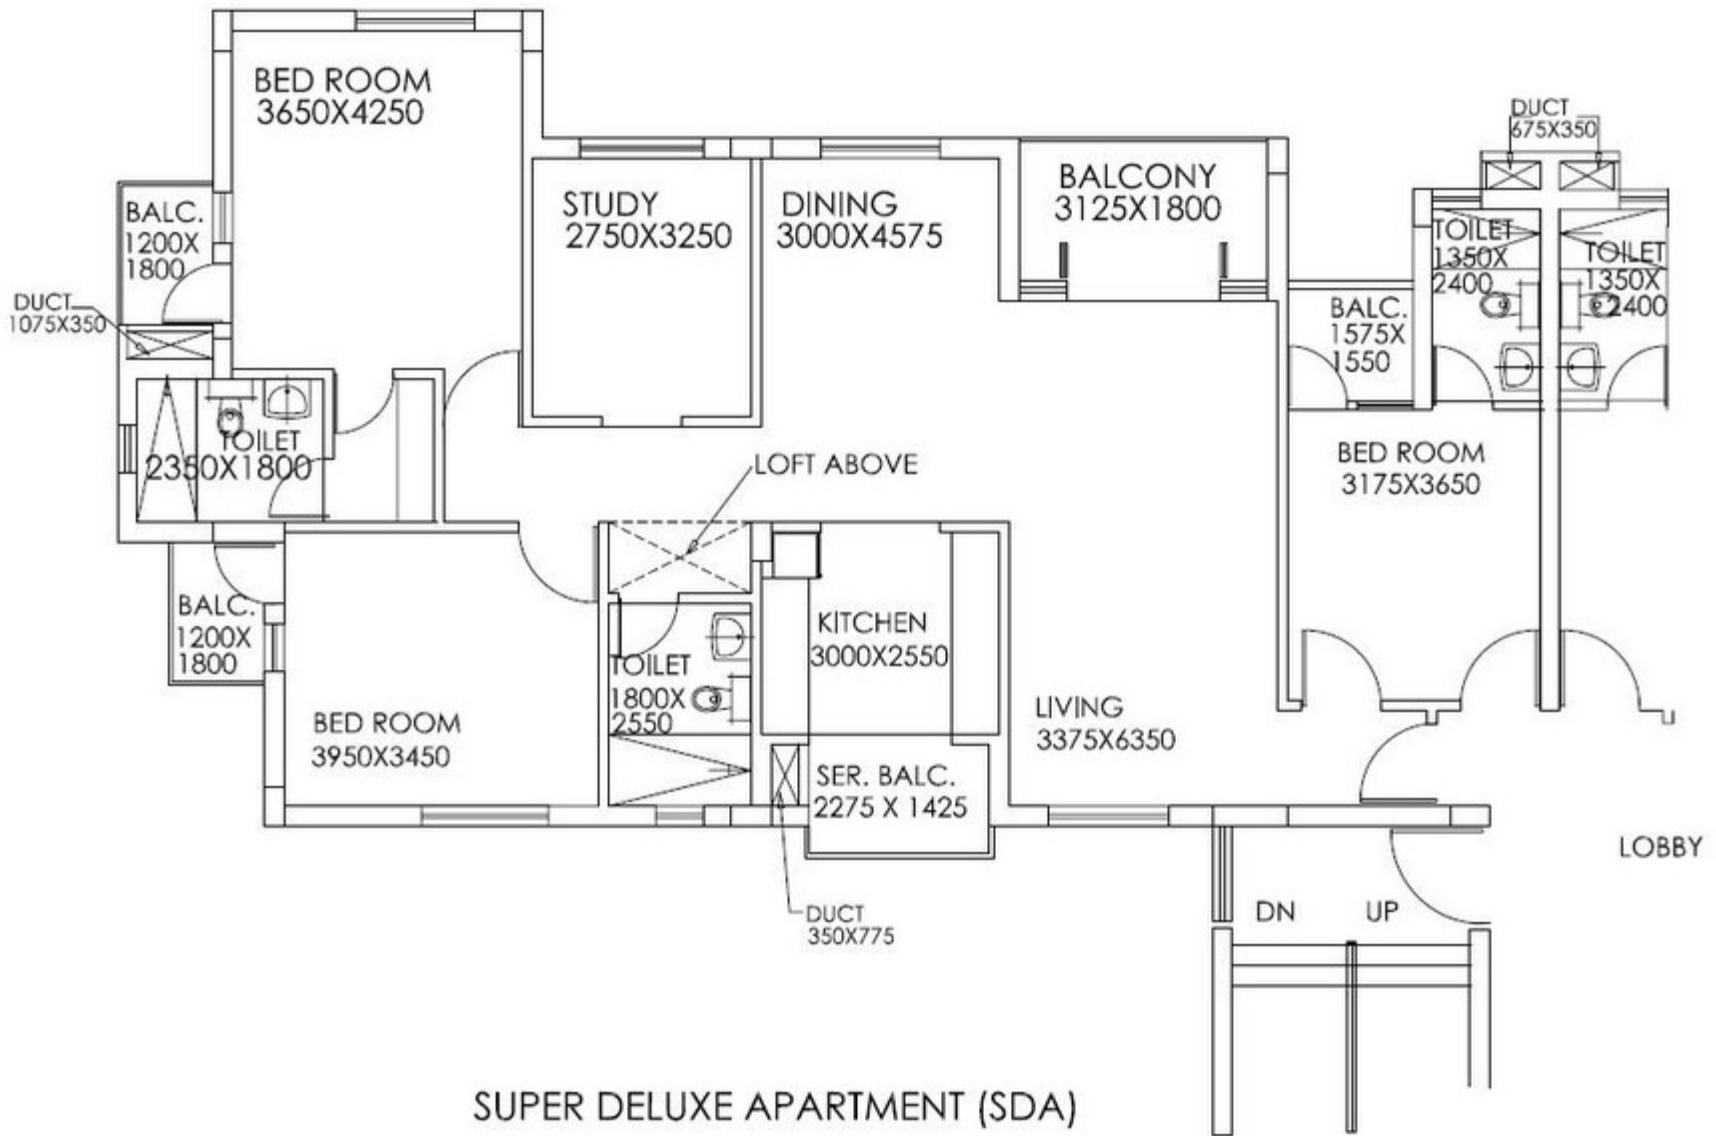 BED ROOM
3650X4250
DUCT
675X350
BALC.
1200X
1800
STUDY
2750X3250
DINING
3000X4575
BALCONY
3125X1800
TOILET
1350X
2400
TOILET
1350X
2400
DUCT
1075X350
BALC.
1575X
1550
TOILET
2350X1800
LOFT ABOVE
BED ROOM
3175X3650
BALC.
1200X
1800
KITCHEN
3000X2550
TOILET
1800X
2550
BED ROOM
3950X3450
LIVING
3375X6350
SER. BALC.
2275 X 1425
LOBBY
DUCT
350X775
DN
UP
SUPER DELUXE APARTMENT (SDA)